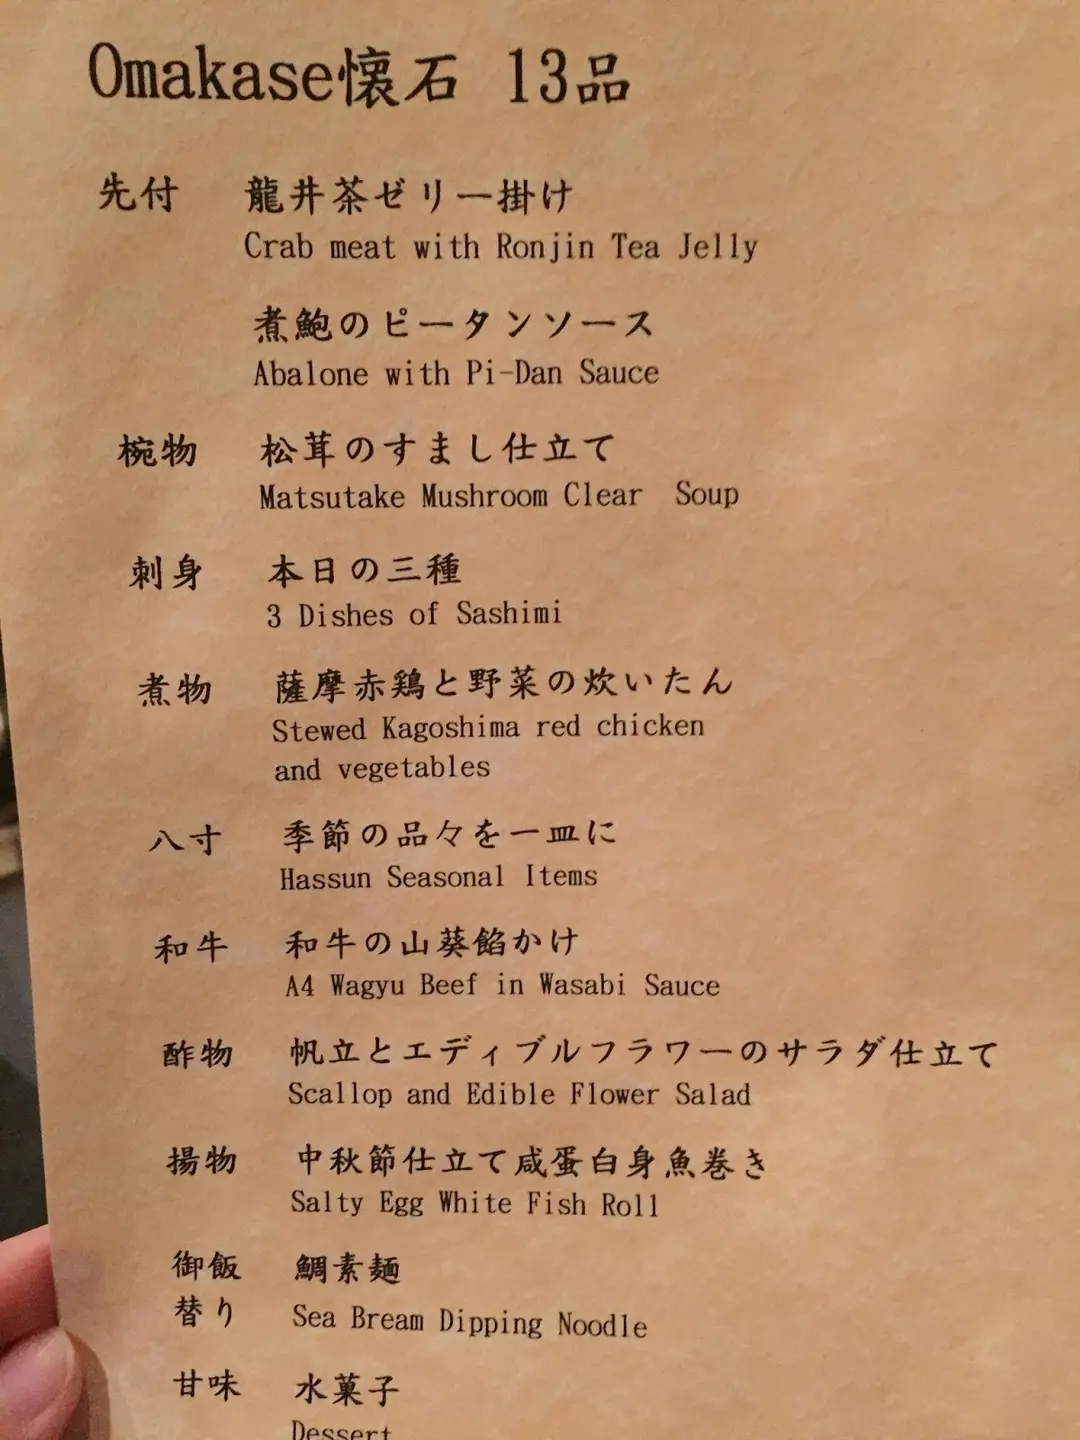 Omakase懐石 13品
先付 龍井茶ゼリー掛け
Crab meat with Ronjin Tea Jelly
煮鮑のピータンソース
Abalone with Pi-Dan Sauce
椀物 松茸のすまし仕立て
Matsutake Mushroom Clear Soup
刺身 本日の三種
3 Dishes of Sashimi
煮物 薩摩赤鶏と野菜の炊いたん
Stewed Kagoshima red chicken
and vegetables
八寸 季節の品々を一皿に
Hassun Seasonal Items
和牛 和牛の山葵餡かけ
A4 Wagyu Beef in Wasabi Sauce
酢物 帆立とエディブルフラワーのサラダ仕立て
Scallop and Edible Flower Salad
揚物 中秋節仕立て咸蛋白身魚巻き
Salty Egg White Fish Roll
御飯 鯛素麺
替り Sea Bream Dipping Noodle
甘味 水菓子
Dessert